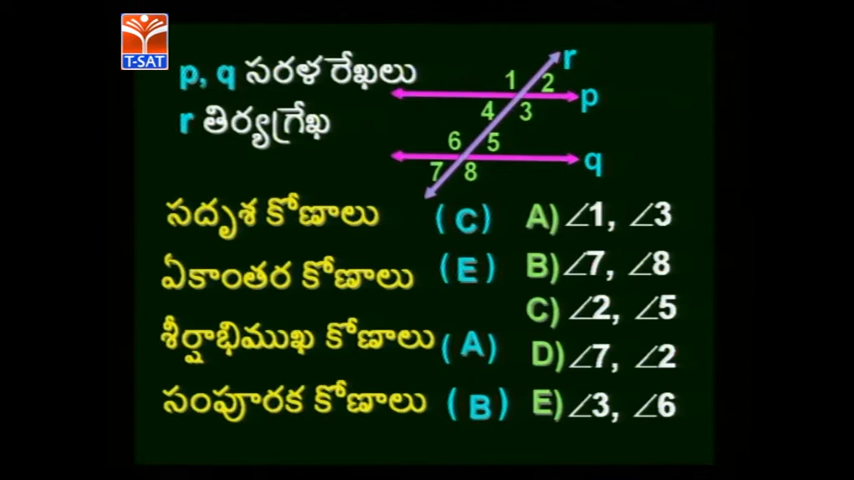 T-SAT
p, q సరళ రేఖలు
r తిర్యగ్రేఖ
r
1 2
p
4 3
6 5
q
7 8
సదృశ కోణాలు ( C ) A) ∠1, ∠3
ఏకాంతర కోణాలు ( E ) B) ∠7, ∠8
C) ∠2, ∠5
శీర్షాభిముఖ కోణాలు ( A ) D) ∠7, ∠2
సంపూరక కోణాలు ( B ) E) ∠3, ∠6